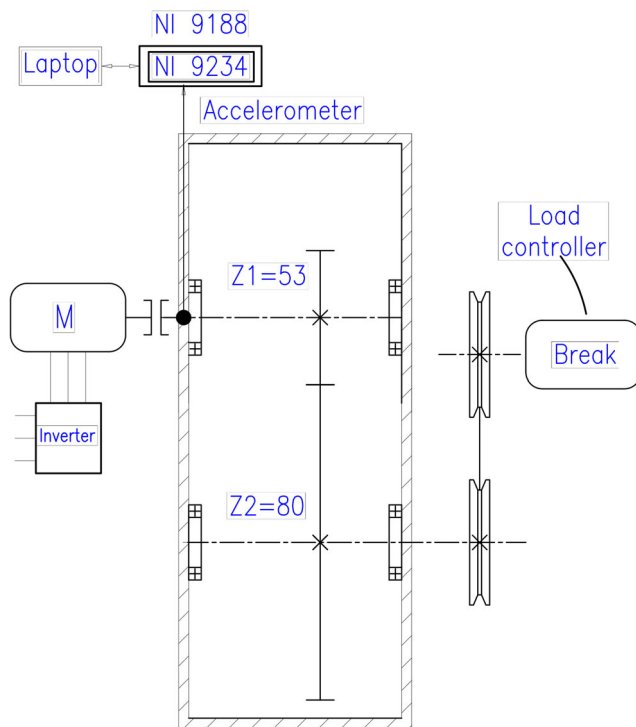 NI 9188
Laptop
NI 9234
Accelerometer
Load
controller
Z1=53
M
Break
Inverter
Z2=80